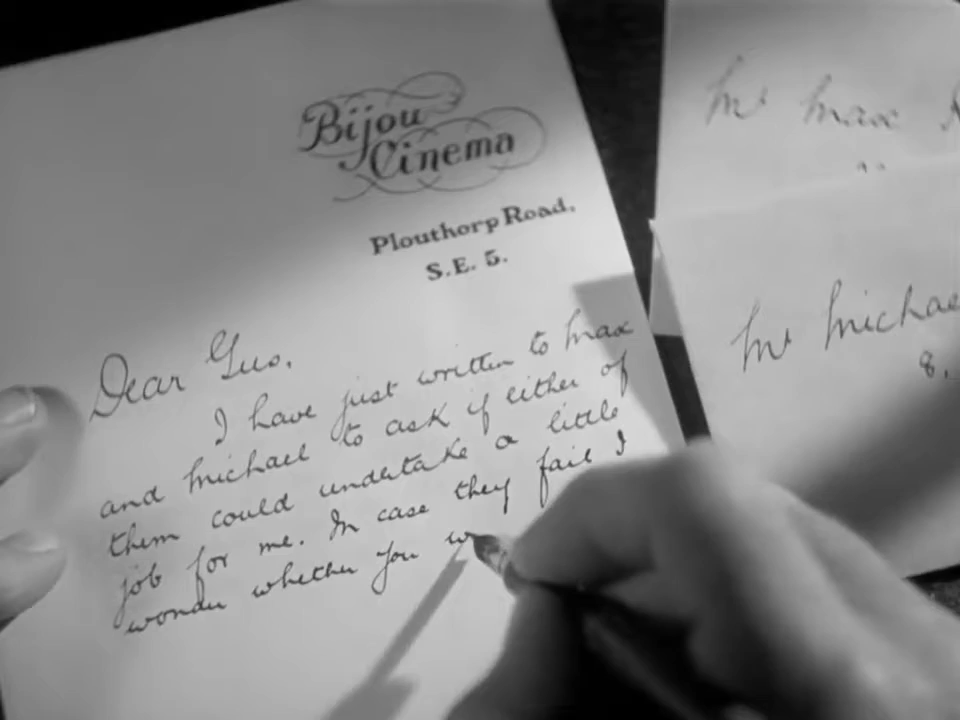 Bijou
Cinema
Plouthorp Road,
S.E. 5.
Dear Gus,
I have just written to Max
and Michael to ask if either of
them could undertake a little
job for me. In case they fail I
wonder whether you w
Mr Max
"
Mr Michael
8,